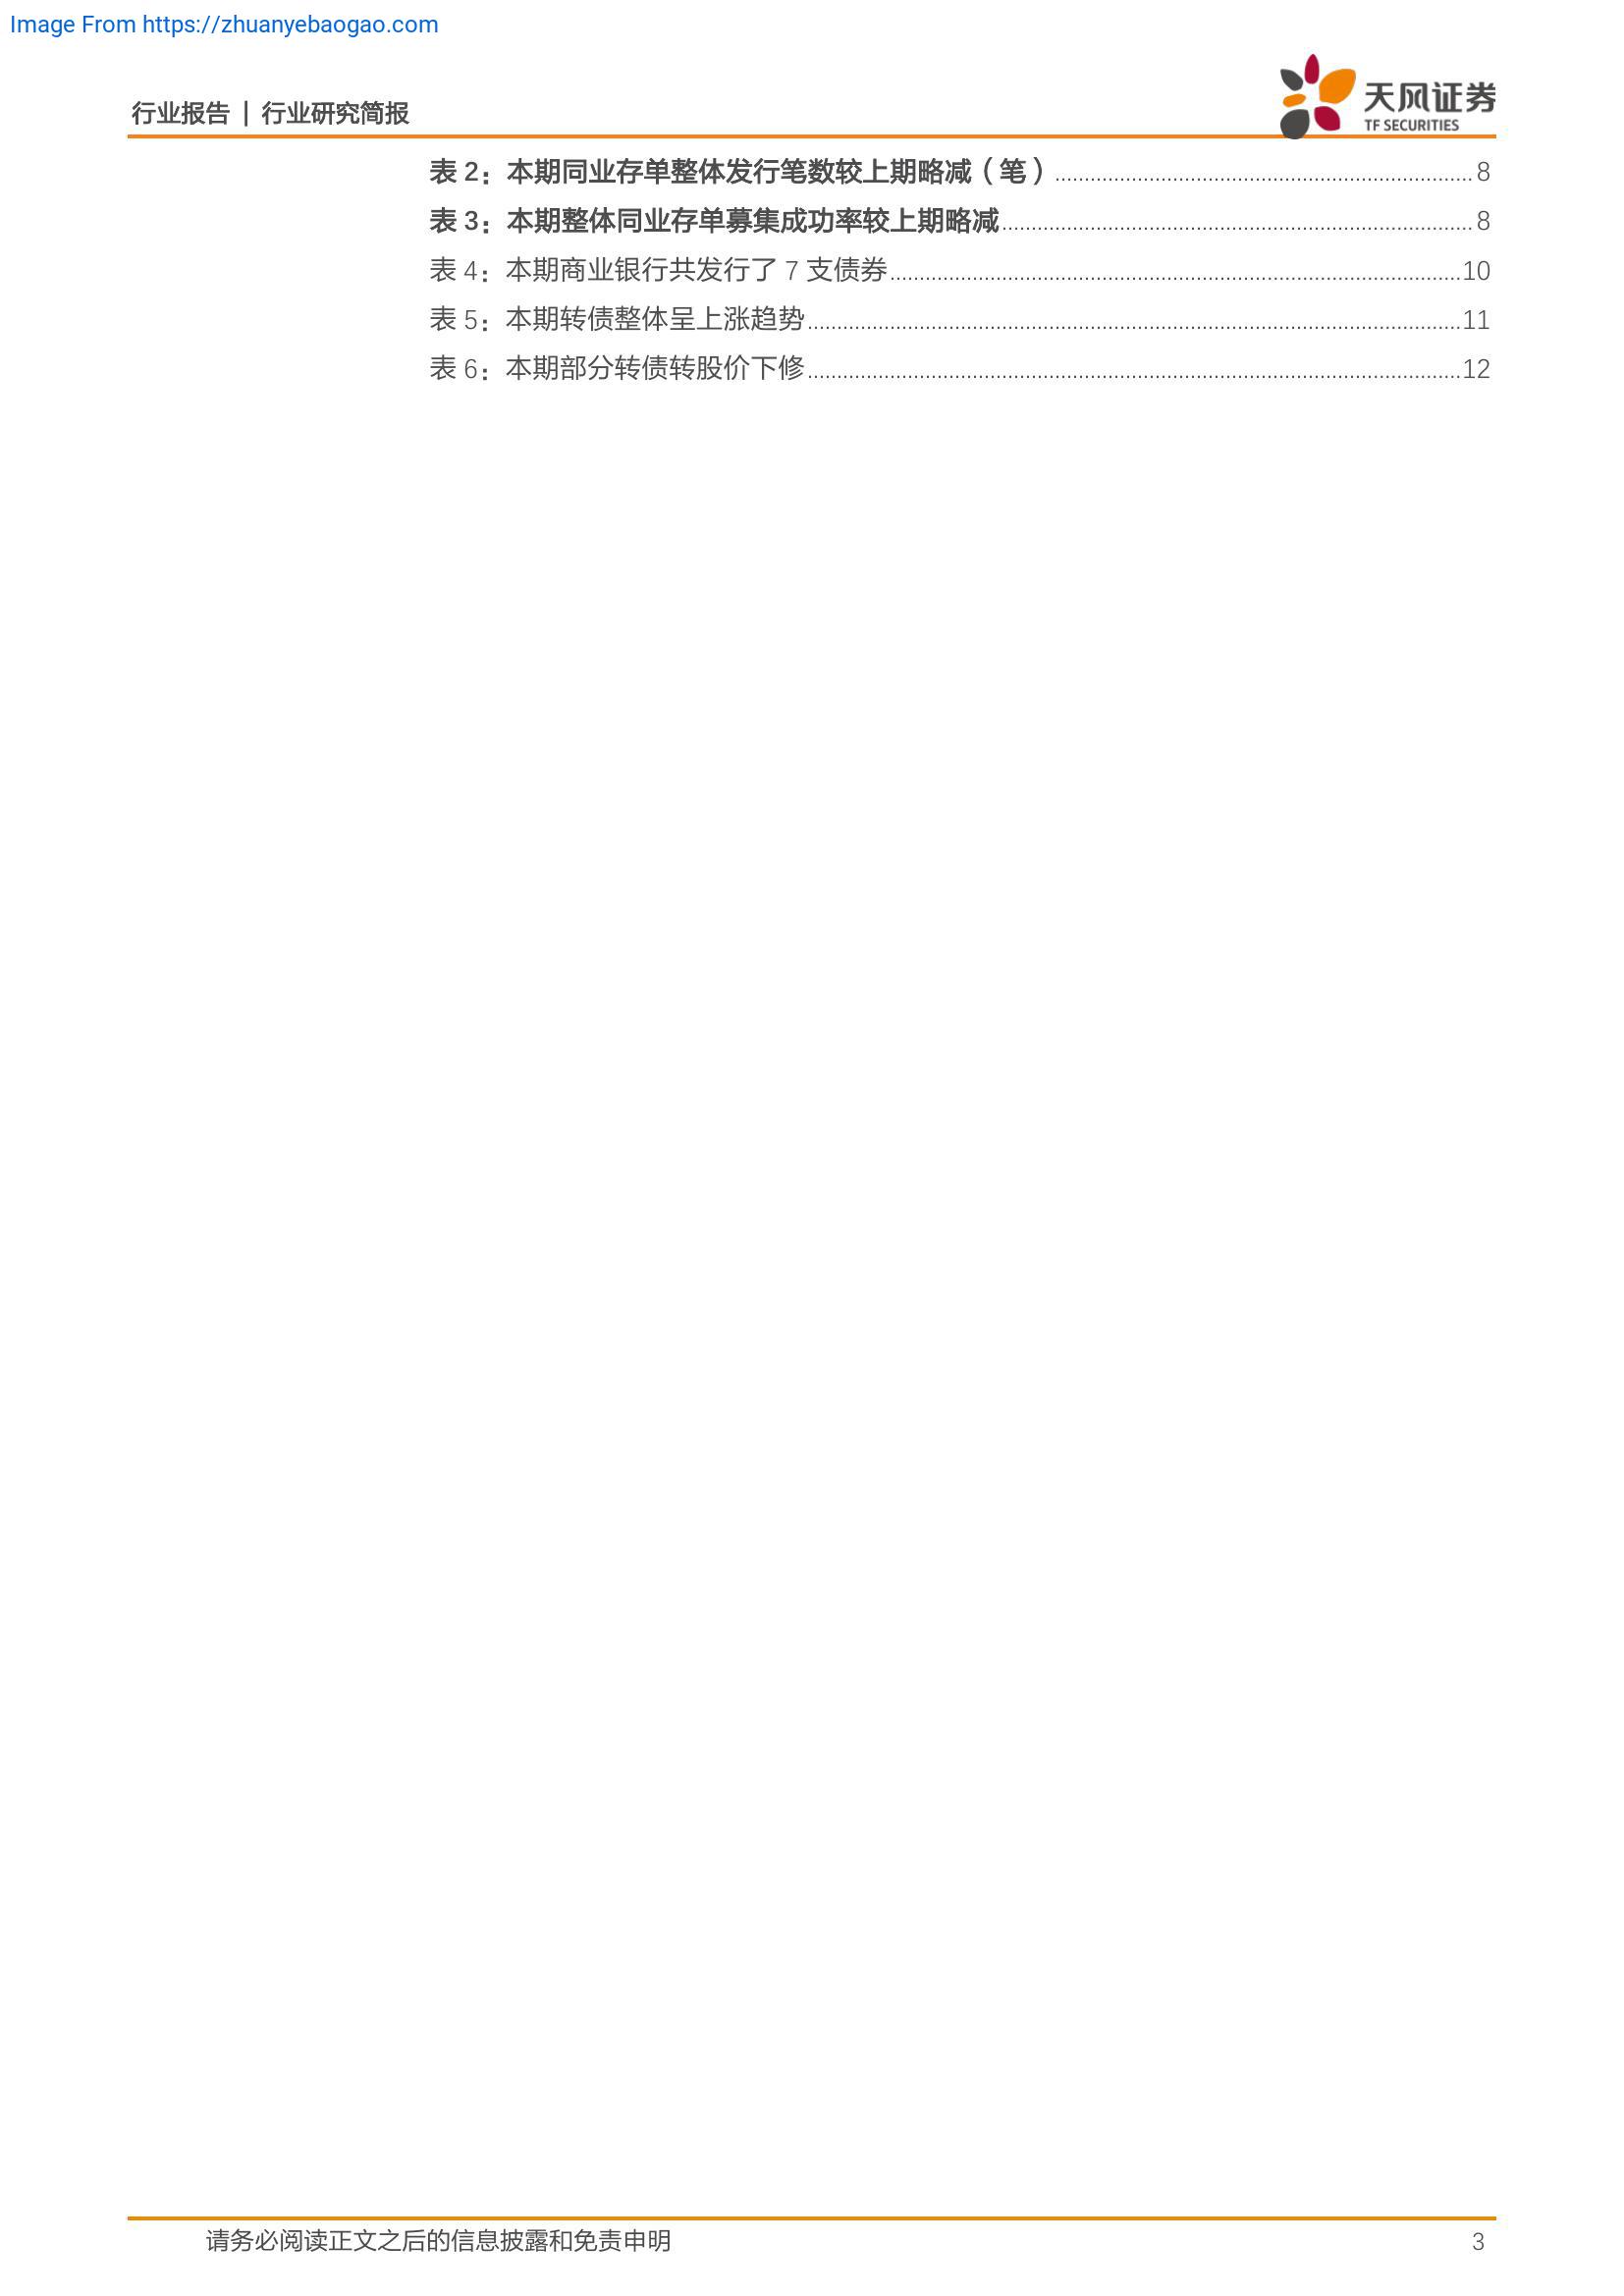 Image From https://zhuanyebaogao.com
行业报告 | 行业研究简报
天风证券
TF SECURITIES
表 2：本期同业存单整体发行笔数较上期略减（笔）........................................................................ 8
表 3：本期整体同业存单募集成功率较上期略减................................................................................. 8
表 4：本期商业银行共发行了 7 支债券..................................................................................................10
表 5：本期转债整体呈上涨趋势................................................................................................................11
表 6：本期部分转债转股价下修................................................................................................................12
请务必阅读正文之后的信息披露和免责申明 3